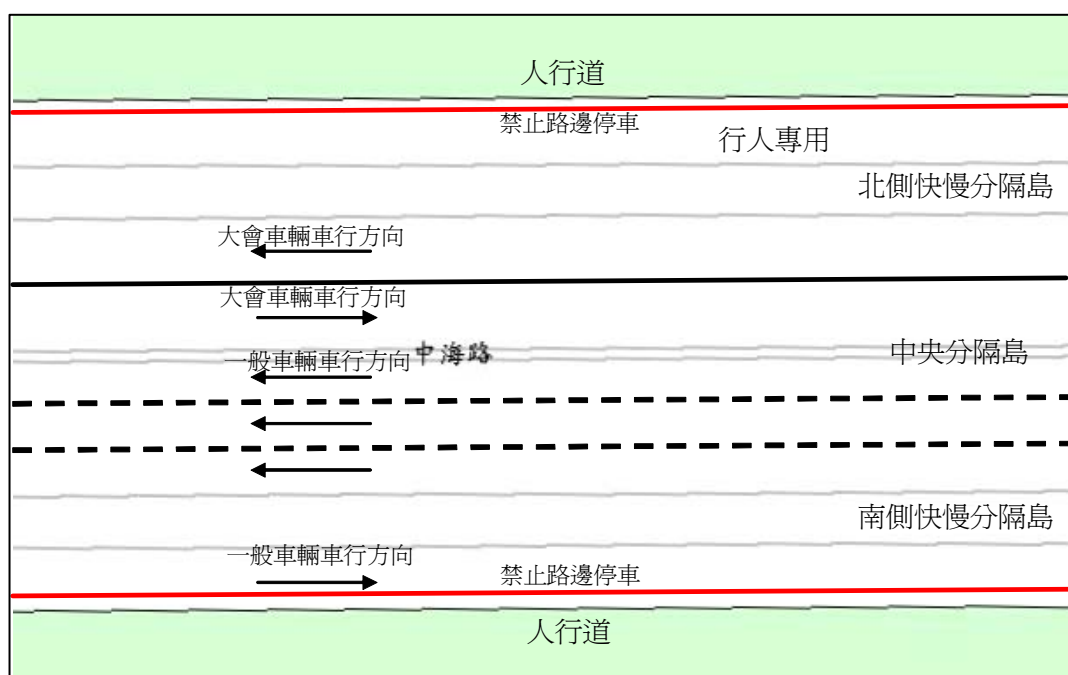 人行道
禁止路邊停車
行人專用
北側快慢分隔島
大會車輛車行方向
大會車輛車行方向
中海路
中央分隔島
一般車輛車行方向
南側快慢分隔島
一般車輛車行方向
禁止路邊停車
人行道